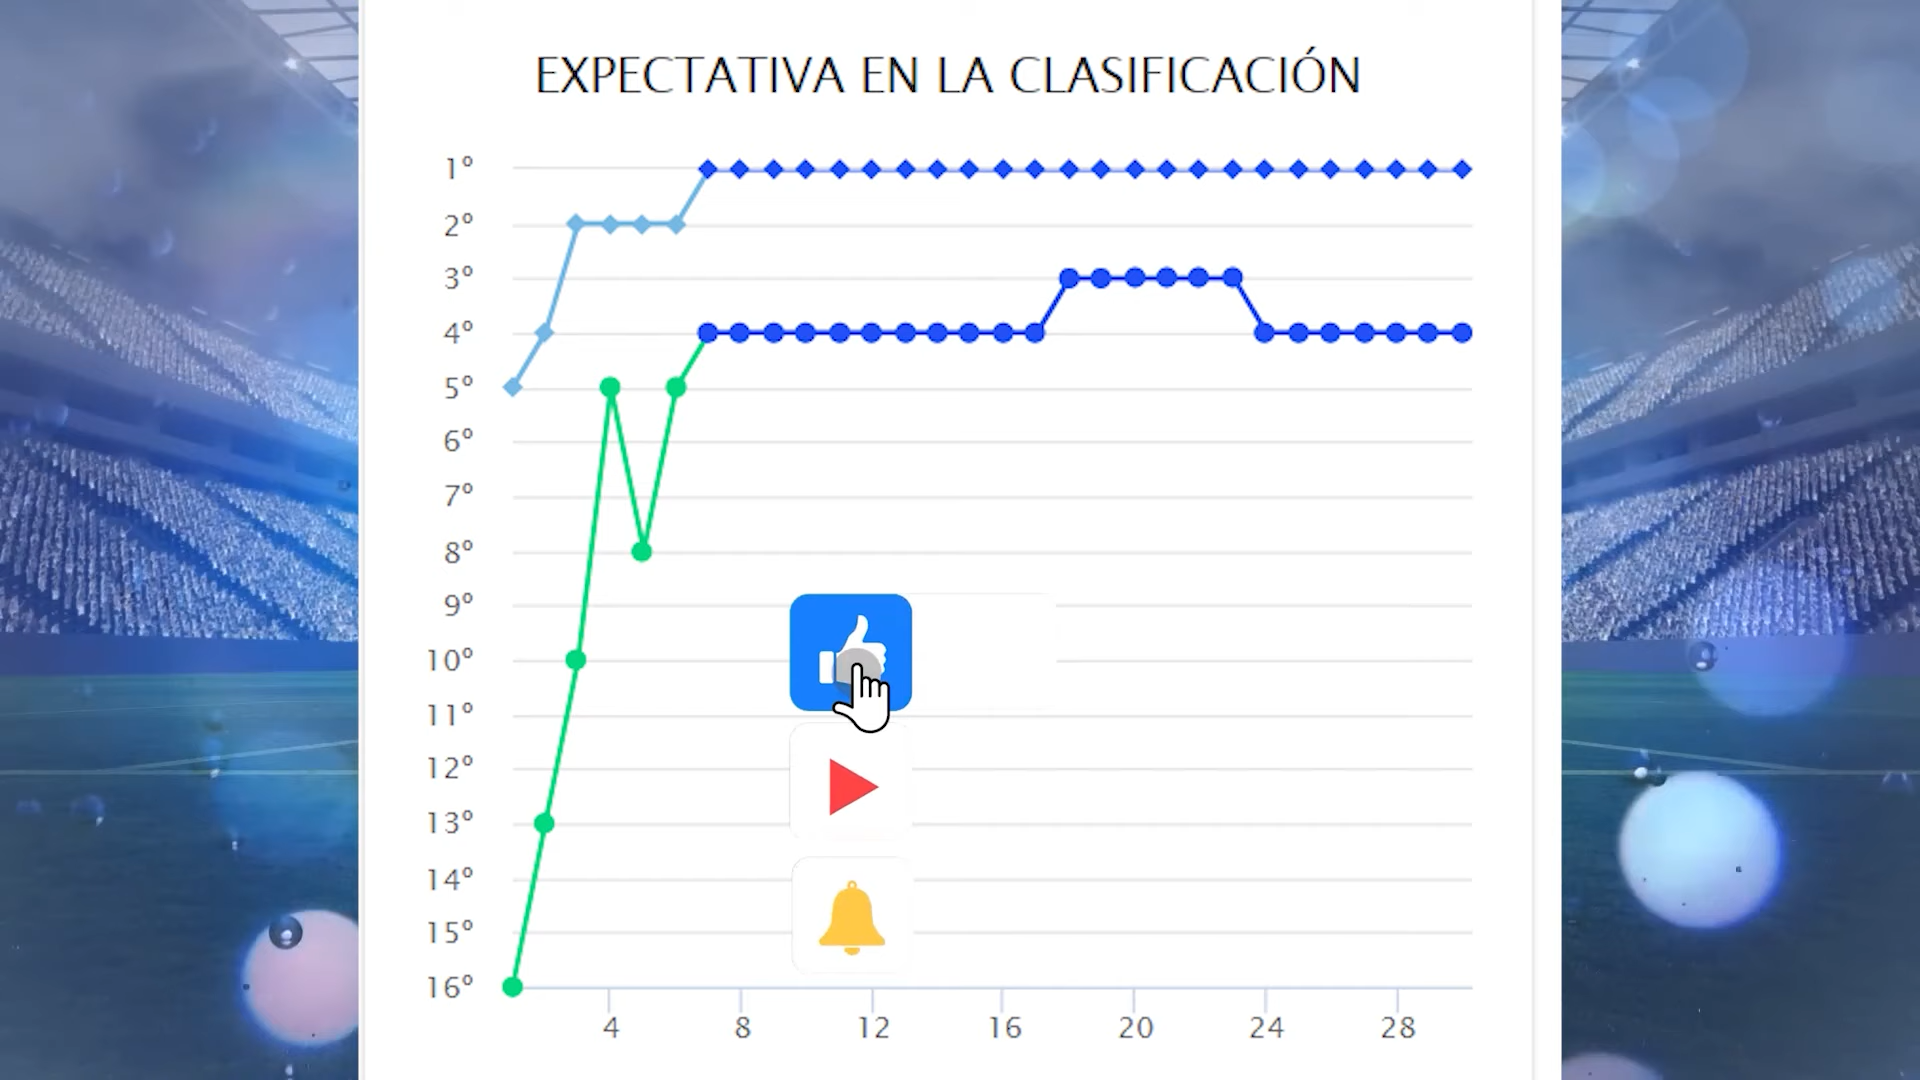 EXPECTATIVA EN LA CLASIFICACIÓN
1º
2º
3º
4º
5º
6º
7º
8º
9º
10º
11º
12º
13º
14º
15º
16º
4 8 12 16 20 24 28